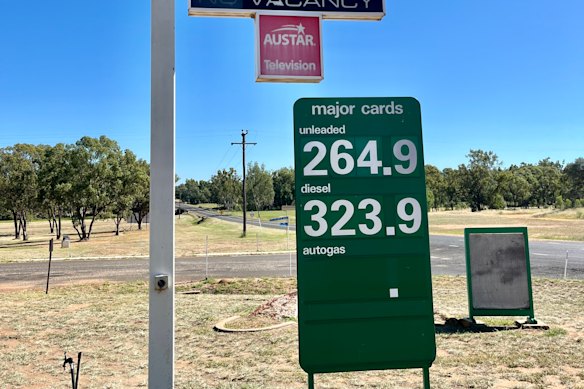 VACANCY
AUSTAR
Television
major cards
unleaded
264.9
diesel
323.9
autogas